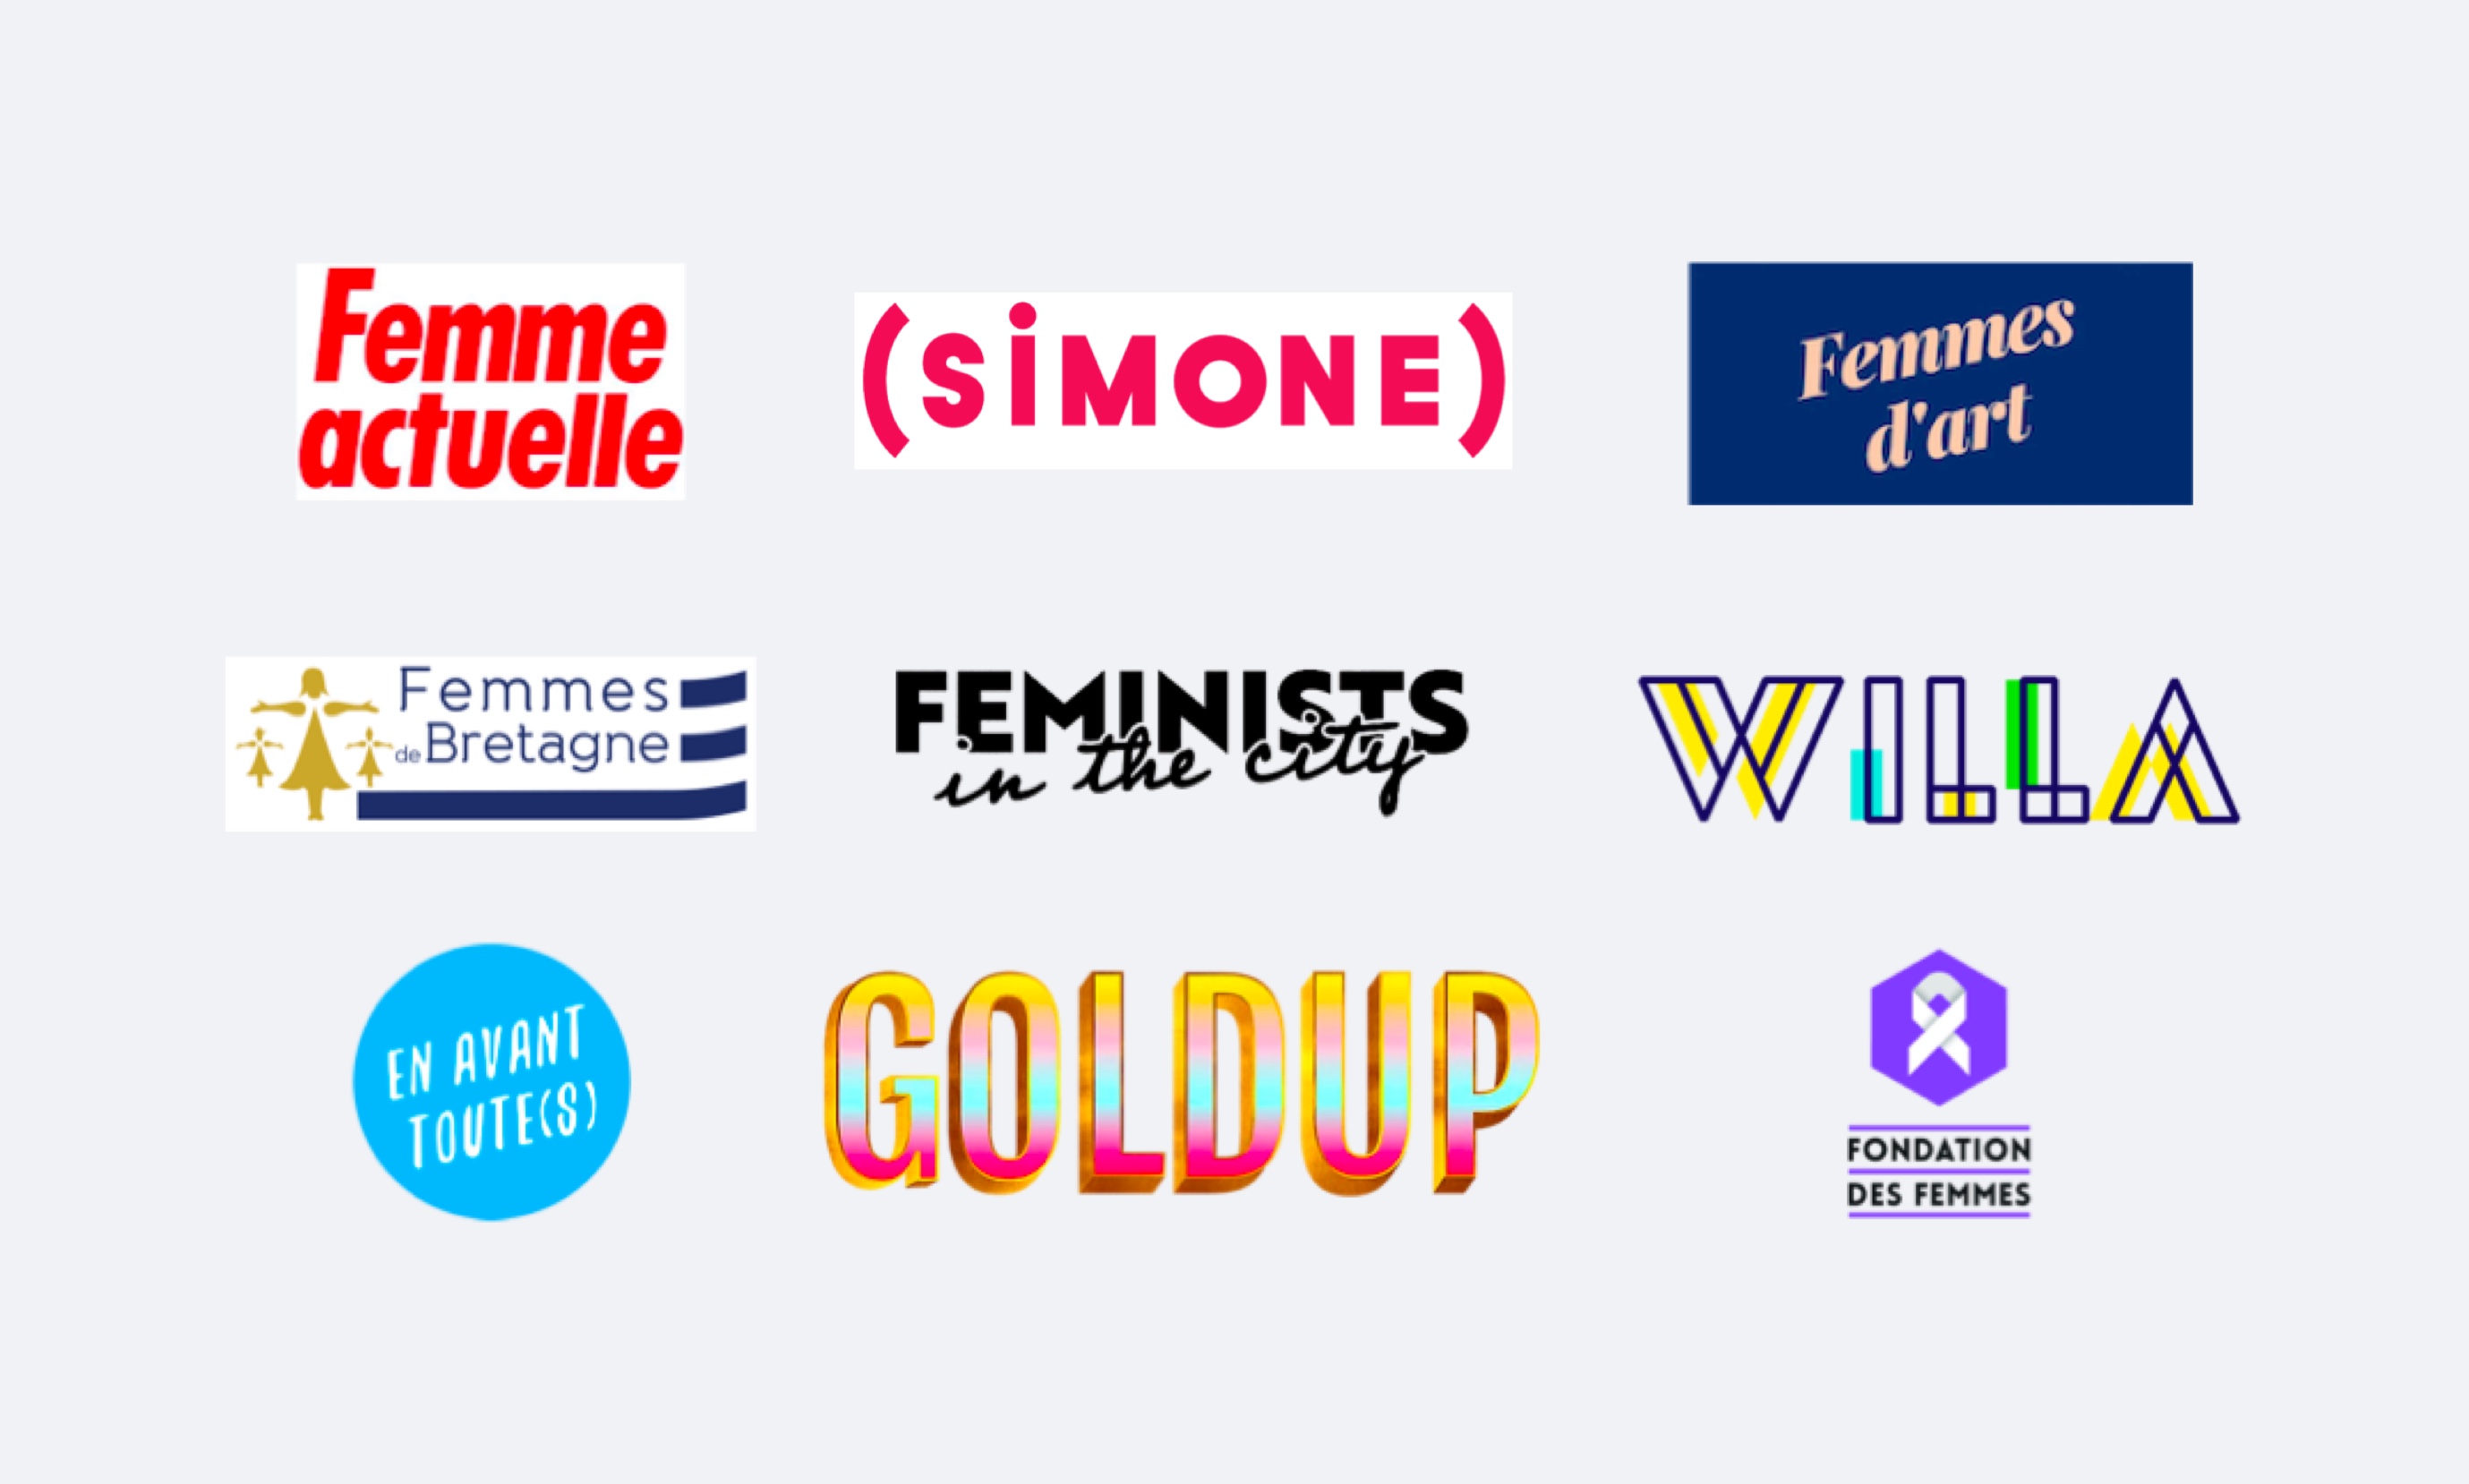 Femme
actuelle
(SiMONE)
Femmes
d'art
Femmes
de Bretagne
FEMINISTS
in the city
WILLA
EN AVANT
TOUTE(S)
GOLDUP
FONDATION
DES FEMMES